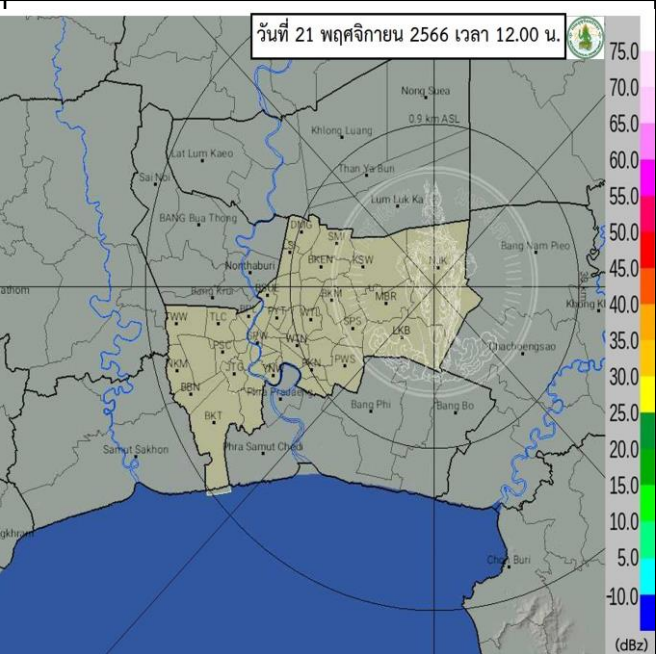 วันที่ 21 พฤศจิกายน 2566 เวลา 12.00 น.
75.0
Nong Suea
70.0
0.9 km ASL
Khlong Luang
65.0
Lat Lum Kaeo
Than Ya Buri
Sai Noi
60.0
Lum Luk Ka
55.0
BANG Bua Thong
DMG
SMI
50.0
Bang Nam Pieo
LSI
BKEN
KSW
NJK
Nonthaburi
45.0
Bang Krui
BKM
MBR
40.0
TWW
TLC
PYT
SPS
LKB
35.0
WTN
Chachoengsao
PSC
NKM
JTG
PKN
PWS
30.0
BBN
Phra Pradaeng
BKT
Bang Phi
Bang Bo
25.0
Samut Sakhon
Phra Samut Chedi
20.0
15.0
10.0
5.0
Chon Buri
-10.0
(dBz)